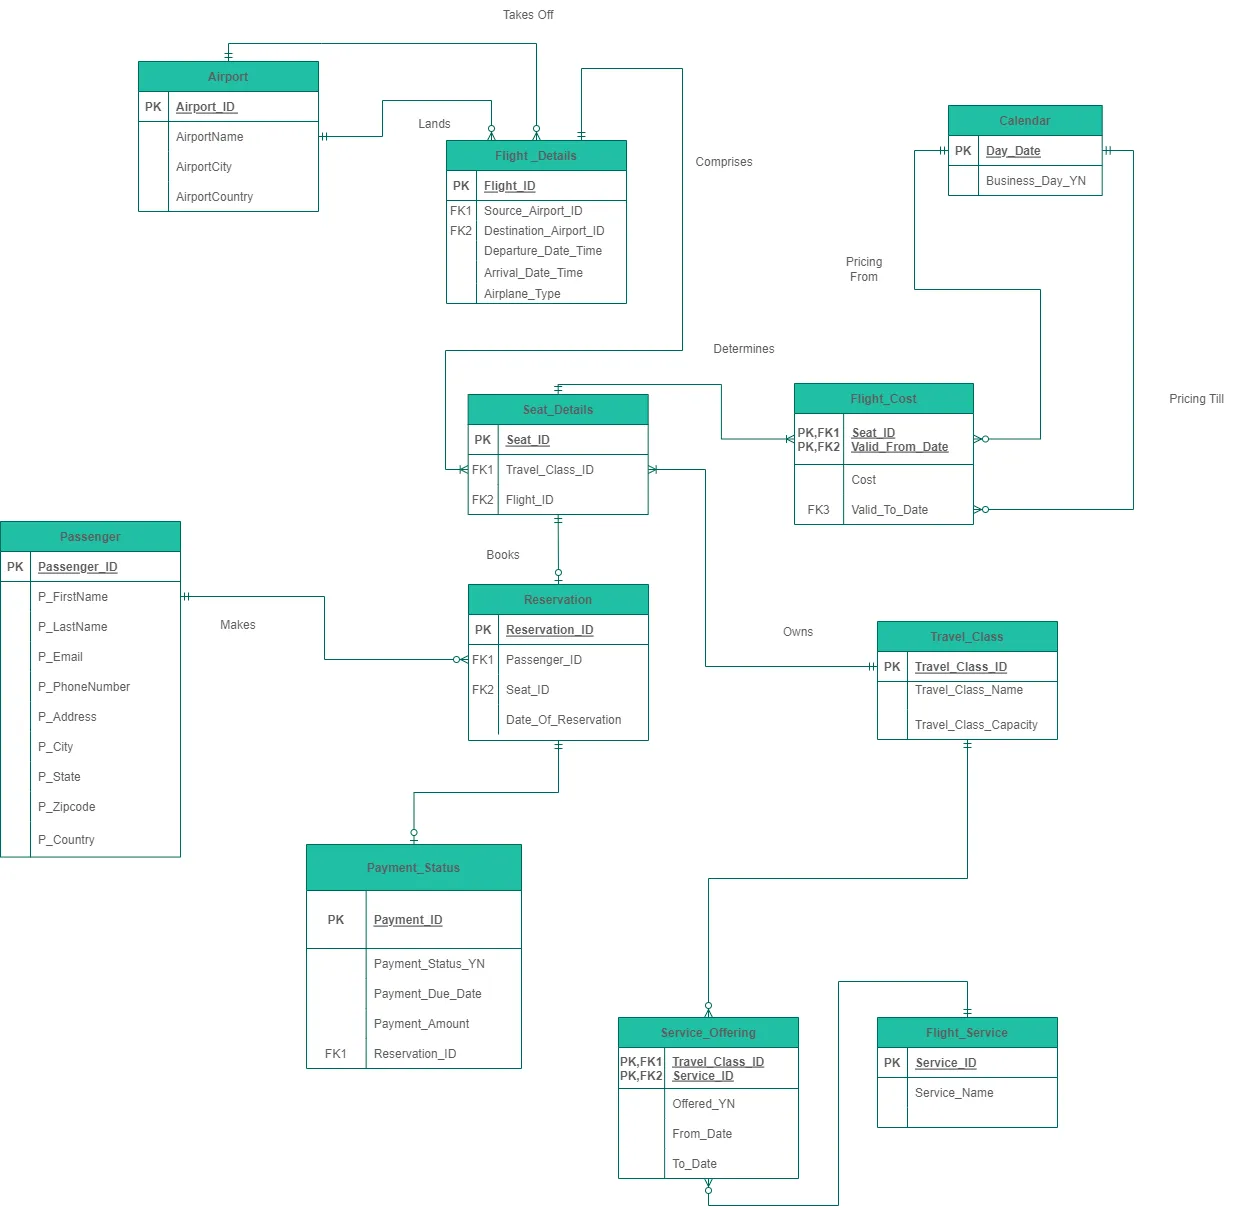 Takes Off
Airport
PK Airport_ID
AirportName
AirportCity
AirportCountry
Lands
Flight _Details
PK Flight_ID
FK1 Source_Airport_ID
FK2 Destination_Airport_ID
Departure_Date_Time
Arrival_Date_Time
Airplane_Type
Comprises
Calendar
PK Day_Date
Business_Day_YN
Pricing
From
Pricing Till
Determines
Seat_Details
PK Seat_ID
FK1 Travel_Class_ID
FK2 Flight_ID
Flight_Cost
PK,FK1 Seat_ID
PK,FK2 Valid_From_Date
Cost
FK3 Valid_To_Date
Passenger
PK Passenger_ID
P_FirstName
P_LastName
P_Email
P_PhoneNumber
P_Address
P_City
P_State
P_Zipcode
P_Country
Makes
Books
Reservation
PK Reservation_ID
FK1 Passenger_ID
FK2 Seat_ID
Date_Of_Reservation
Owns
Travel_Class
PK Travel_Class_ID
Travel_Class_Name
Travel_Class_Capacity
Payment_Status
PK Payment_ID
Payment_Status_YN
Payment_Due_Date
Payment_Amount
FK1 Reservation_ID
Service_Offering
PK,FK1 Travel_Class_ID
PK,FK2 Service_ID
Offered_YN
From_Date
To_Date
Flight_Service
PK Service_ID
Service_Name